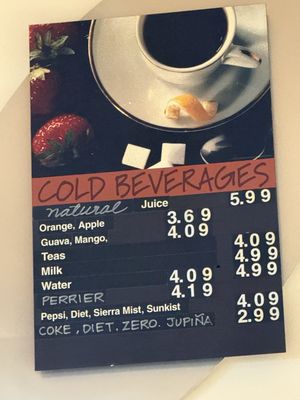 COLD BEVERAGES
natural Juice 5.99
Orange, Apple 3.69
Guava, Mango, 4.09
Teas 4.09
Milk 4.99
Water 4.09 4.99
PERRIER 4.19
Pepsi, Diet, Sierra Mist, Sunkist 4.09
COKE, DIET. ZERO. JUPIÑA 2.99